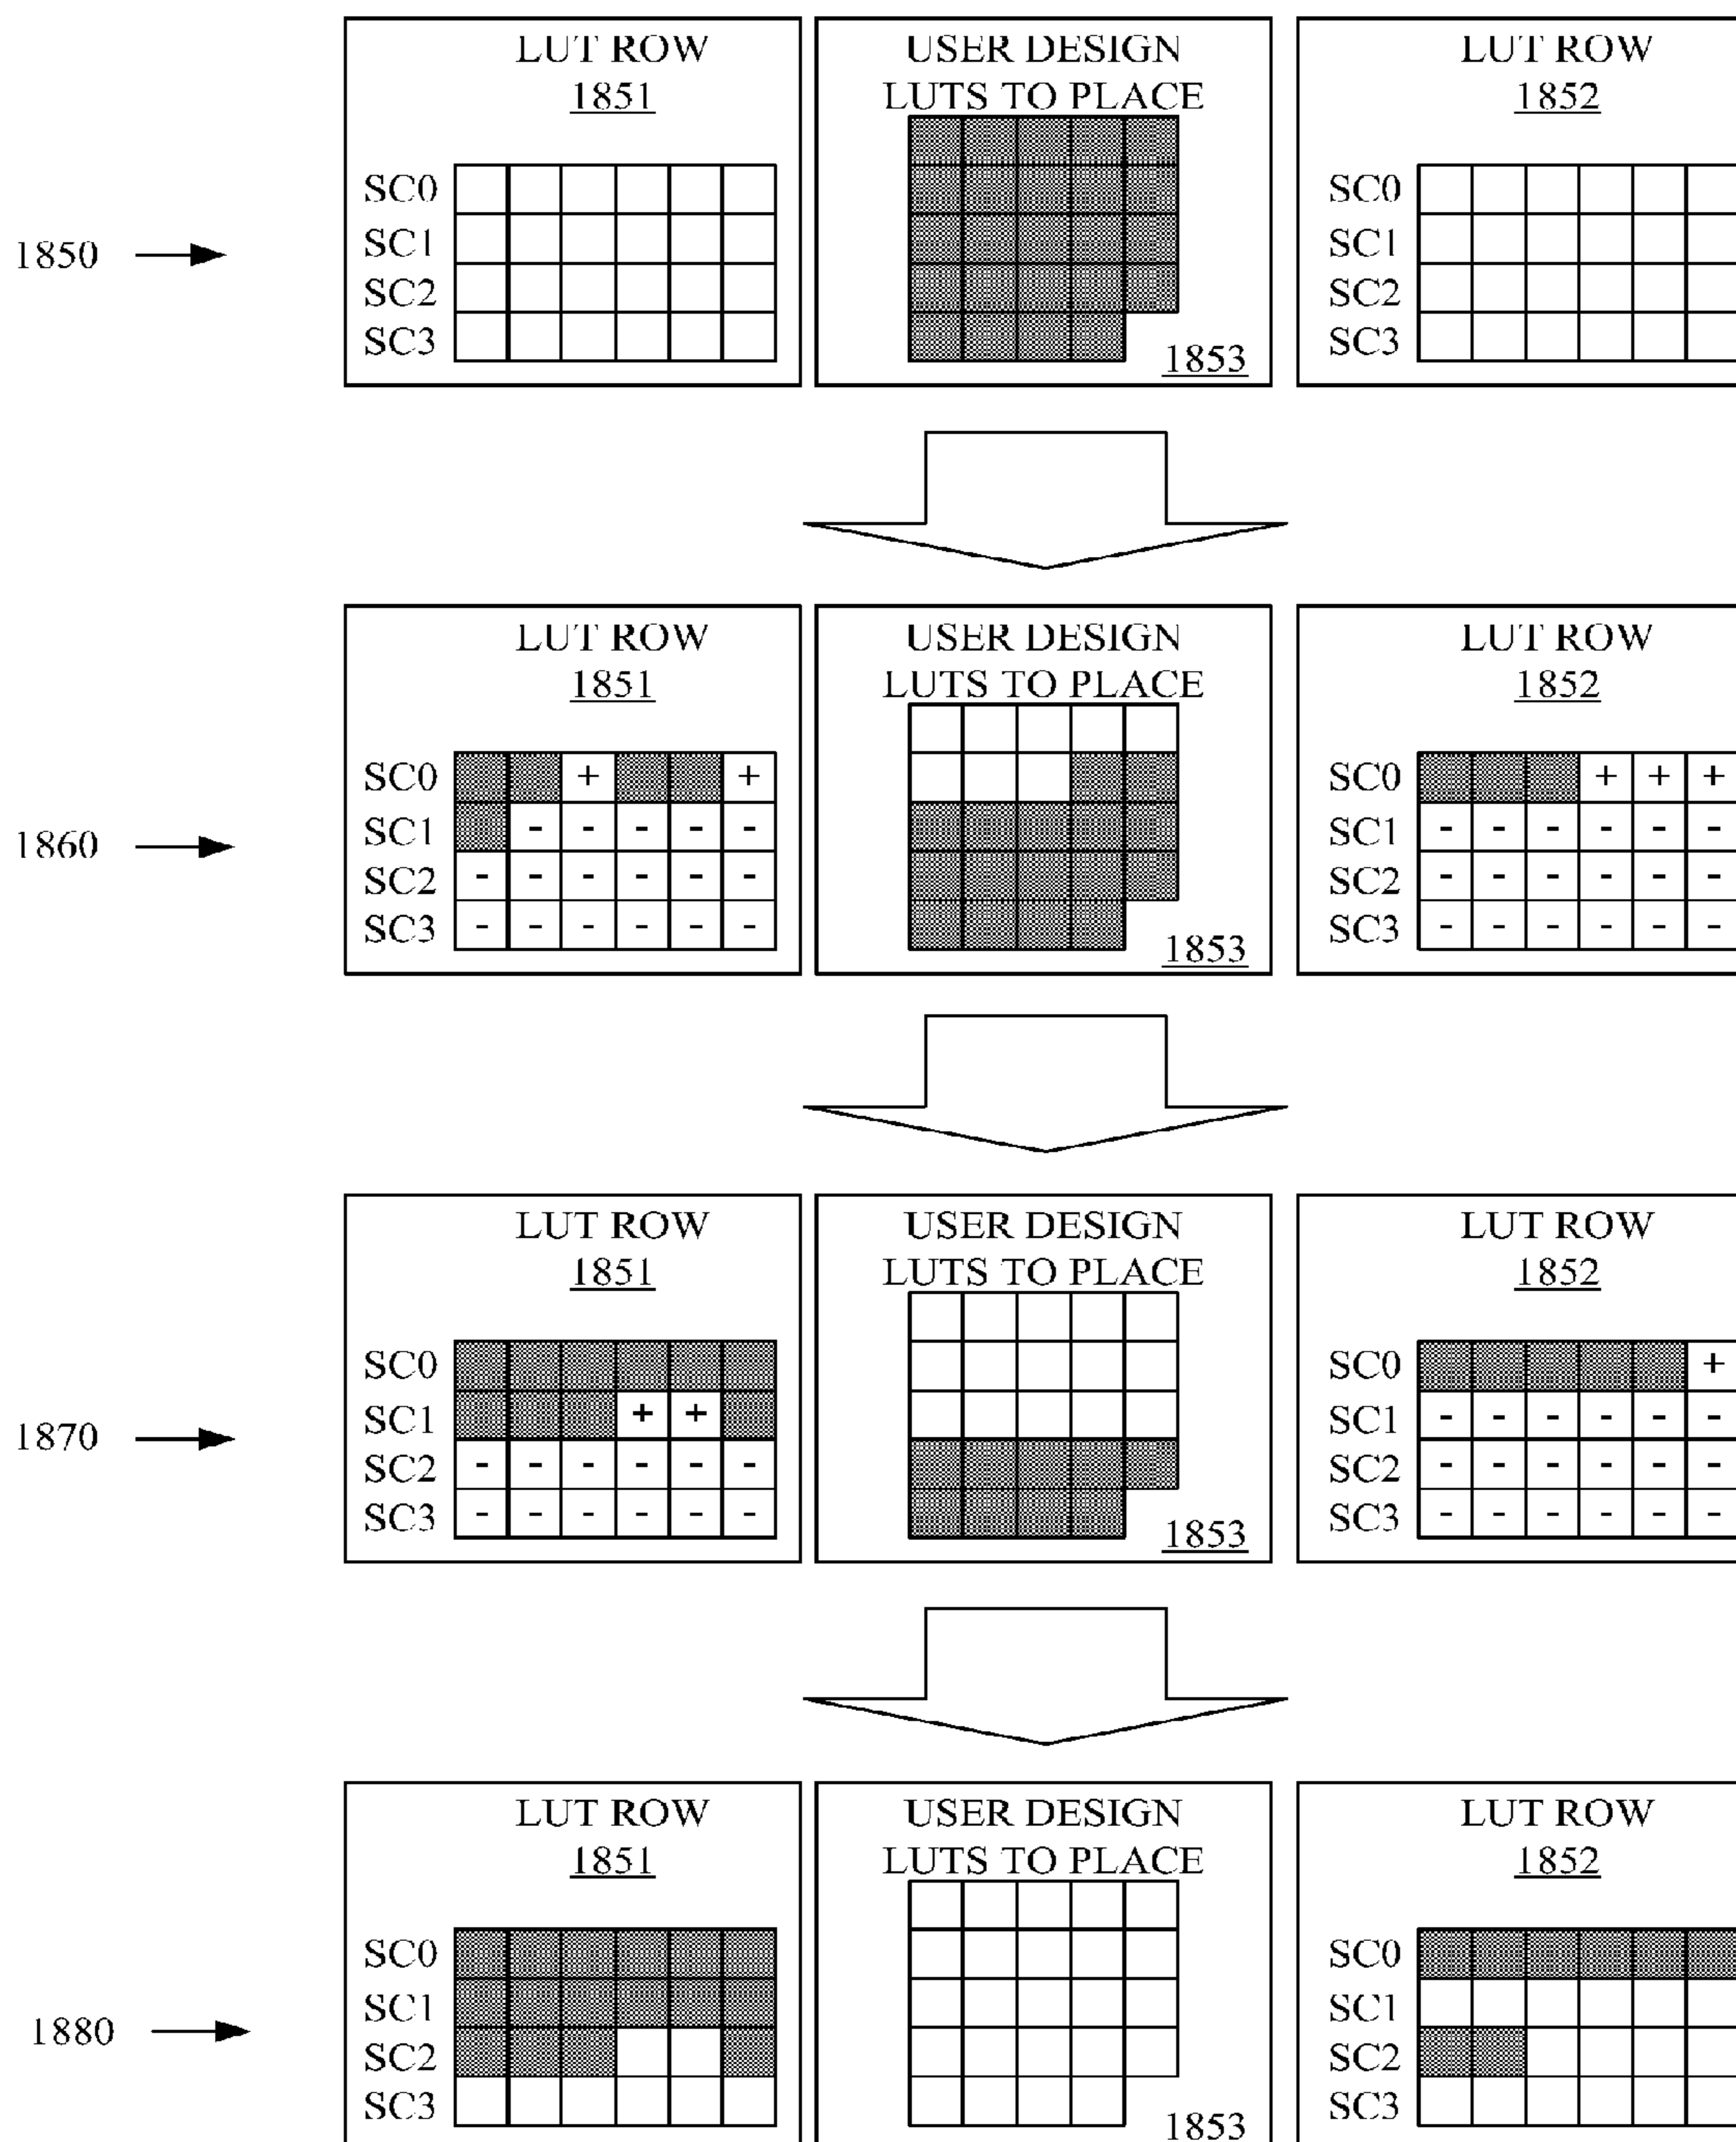 LUT ROW
1851
SC0
SC1
SC2
SC3
USER DESIGN
LUTS TO PLACE
1853
LUT ROW
1852
SC0
SC1
SC2
SC3
1850
LUT ROW
1851
SC0 + +
SC1 - - - - -
SC2 - - - - - -
SC3 - - - - - -
USER DESIGN
LUTS TO PLACE
1853
LUT ROW
1852
SC0 + + +
SC1 - - - - - -
SC2 - - - - - -
SC3 - - - - - -
1860
LUT ROW
1851
SC0
SC1 + +
SC2 - - - - - -
SC3 - - - - - -
USER DESIGN
LUTS TO PLACE
1853
LUT ROW
1852
SC0 +
SC1 - - - - - -
SC2 - - - - - -
SC3 - - - - - -
1870
LUT ROW
1851
SC0
SC1
SC2
SC3
USER DESIGN
LUTS TO PLACE
1853
LUT ROW
1852
SC0
SC1
SC2
SC3
1880